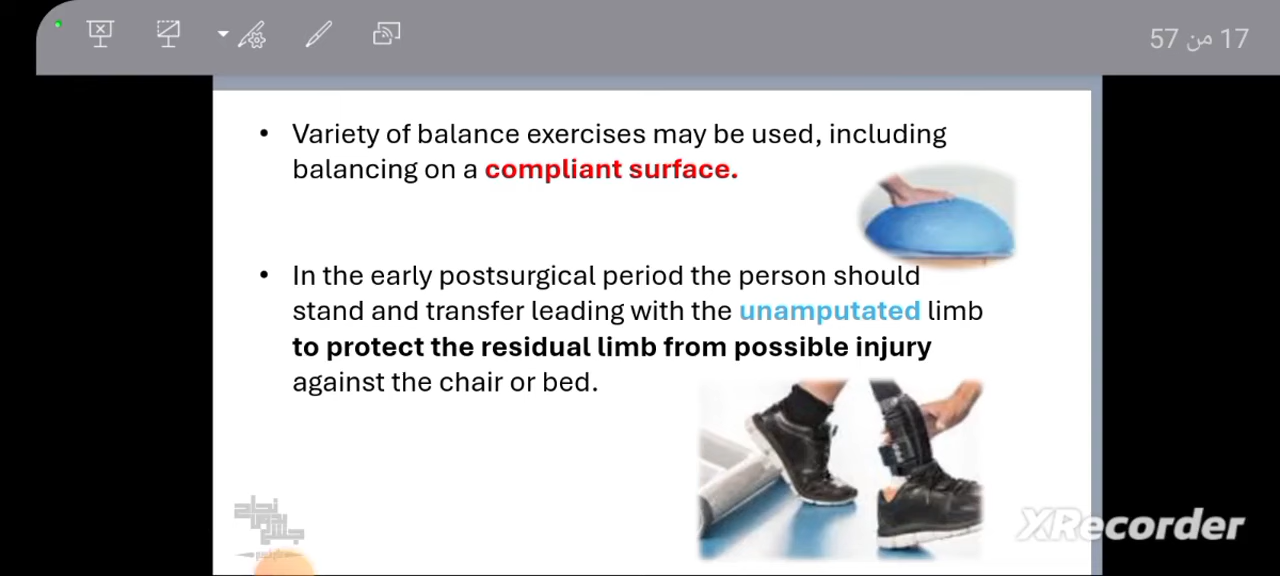 17 من 57
• Variety of balance exercises may be used, including
balancing on a compliant surface.
• In the early postsurgical period the person should
stand and transfer leading with the unamputated limb
to protect the residual limb from possible injury
against the chair or bed.
XRecorder